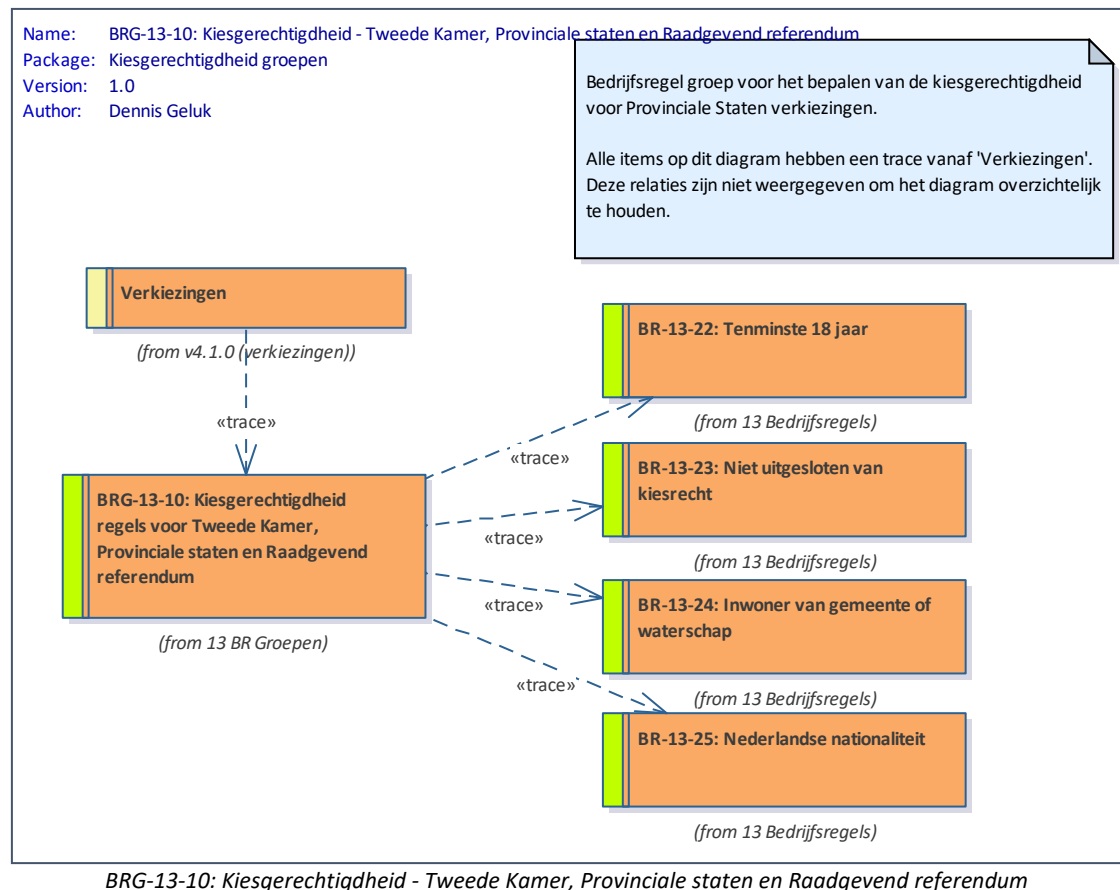 Name: BRG-13-10: Kiesgerechtigdheid - Tweede Kamer, Provinciale staten en Raadgevend referendum
Package: Kiesgerechtigdheid groepen
Version: 1.0
Author: Dennis Geluk
Bedrijfsregel groep voor het bepalen van de kiesgerechtigdheid
voor Provinciale Staten verkiezingen.
Alle items op dit diagram hebben een trace vanaf 'Verkiezingen'.
Deze relaties zijn niet weergegeven om het diagram overzichtelijk
te houden.
Verkiezingen
(from v4.1.0 (verkiezingen))
«trace»
BRG-13-10: Kiesgerechtigdheid
regels voor Tweede Kamer,
Provinciale staten en Raadgevend
referendum
(from 13 BR Groepen)
BR-13-22: Tenminste 18 jaar
(from 13 Bedrijfsregels)
«trace»
BR-13-23: Niet uitgesloten van
kiesrecht
(from 13 Bedrijfsregels)
«trace»
BR-13-24: Inwoner van gemeente of
waterschap
(from 13 Bedrijfsregels)
«trace»
BR-13-25: Nederlandse nationaliteit
(from 13 Bedrijfsregels)
«trace»
BRG-13-10: Kiesgerechtigdheid - Tweede Kamer, Provinciale staten en Raadgevend referendum